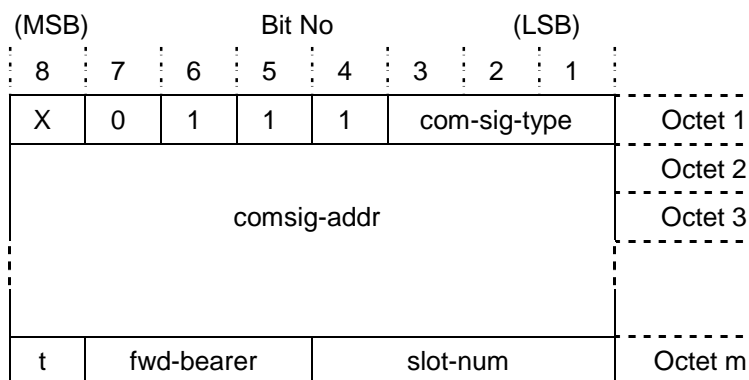 (MSB) Bit No (LSB)
8 7 6 5 4 3 2 1
X 0 1 1 1 com-sig-type Octet 1
Octet 2
comsig-addr Octet 3
t fwd-bearer slot-num Octet m